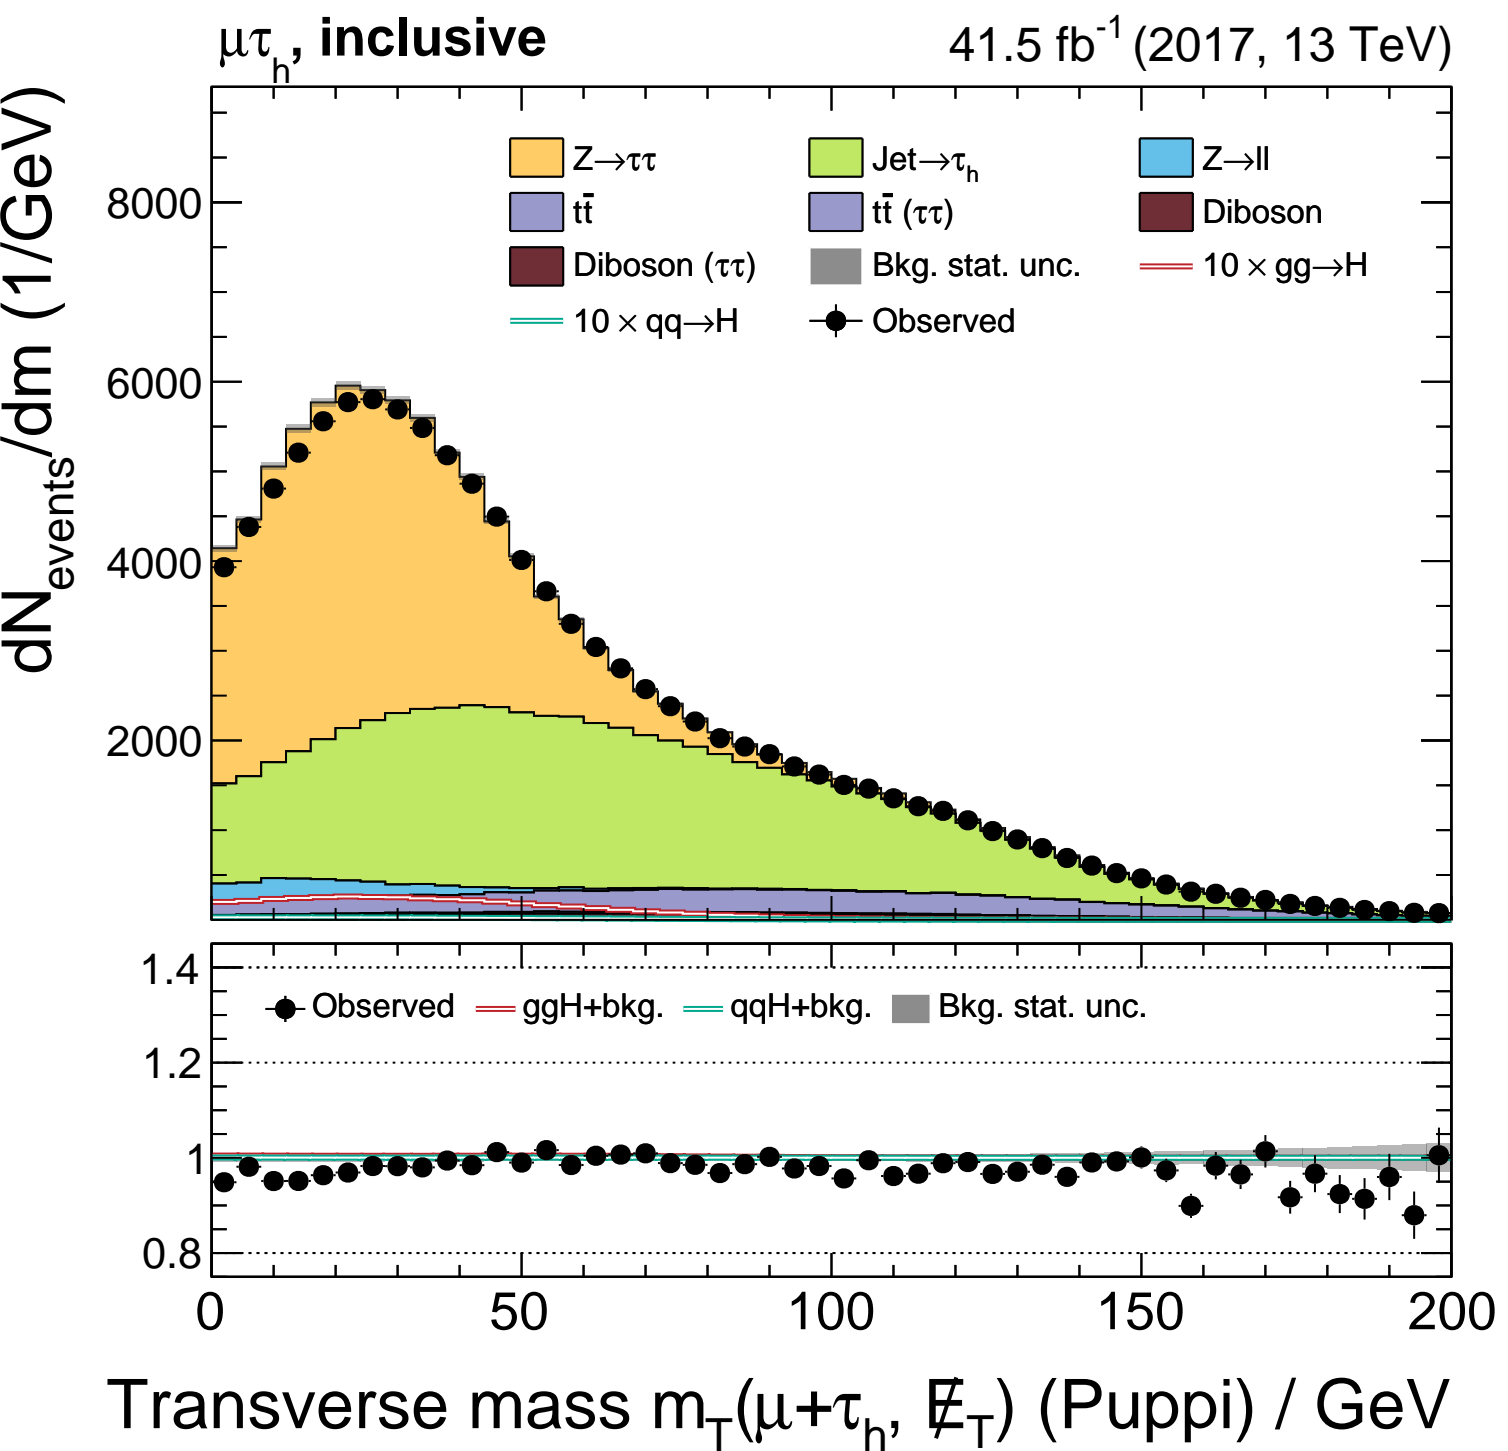 μτh, inclusive 41.5 fb-1 (2017, 13 TeV)
dNevents/dm (1/GeV)
Z→ττ Jet→τh Z→ll
tt̄ tt̄ (ττ) Diboson
Diboson (ττ) Bkg. stat. unc. 10 × gg→H
10 × qq→H Observed
8000
6000
4000
2000
1.4
Observed ggH+bkg. qqH+bkg. Bkg. stat. unc.
1.2
1
0.8
0 50 100 150 200
Transverse mass mT(μ+τh, E̸T) (Puppi) / GeV